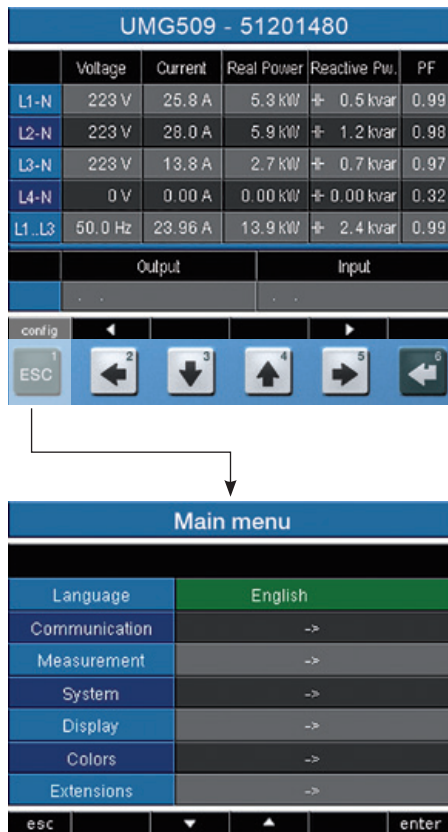 UMG509 - 51201480
Voltage Current Real Power Reactive Pw. PF
L1-N 223 V 25.8 A 5.3 kW 0.5 kvar 0.99
L2-N 223 V 28.0 A 5.9 kW 1.2 kvar 0.98
L3-N 223 V 13.8 A 2.7 kW 0.7 kvar 0.97
L4-N 0 V 0.00 A 0.00 kW 0.00 kvar 0.32
L1..L3 50.0 Hz 23.96 A 13.9 kW 2.4 kvar 0.99
Output Input
. . . .
config
ESC 1 2 3 4 5 6
Main menu
Language English
Communication ->
Measurement ->
System ->
Display ->
Colors ->
Extensions ->
esc enter